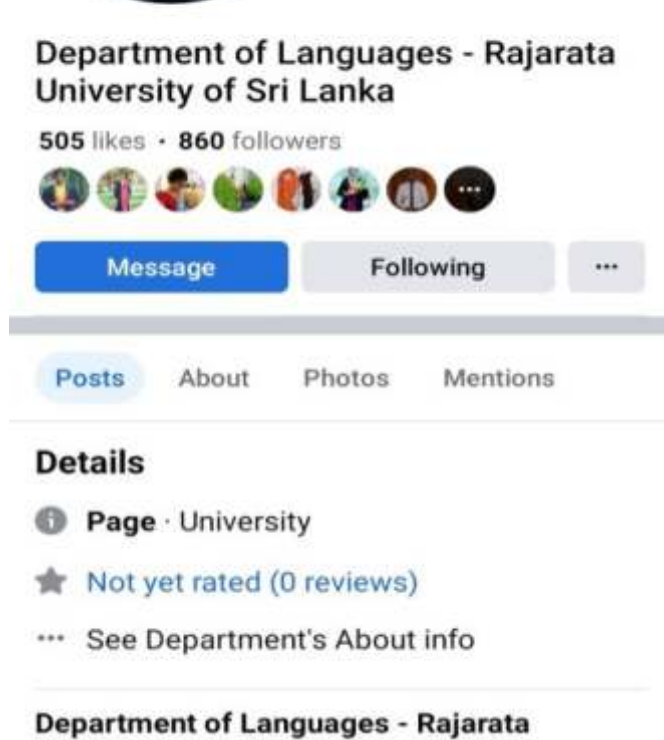 Department of Languages - Rajarata
University of Sri Lanka
505 likes · 860 followers
Message
Following
...
Posts
About
Photos
Mentions
Details
Page · University
Not yet rated (0 reviews)
... See Department's About info
Department of Languages - Rajarata